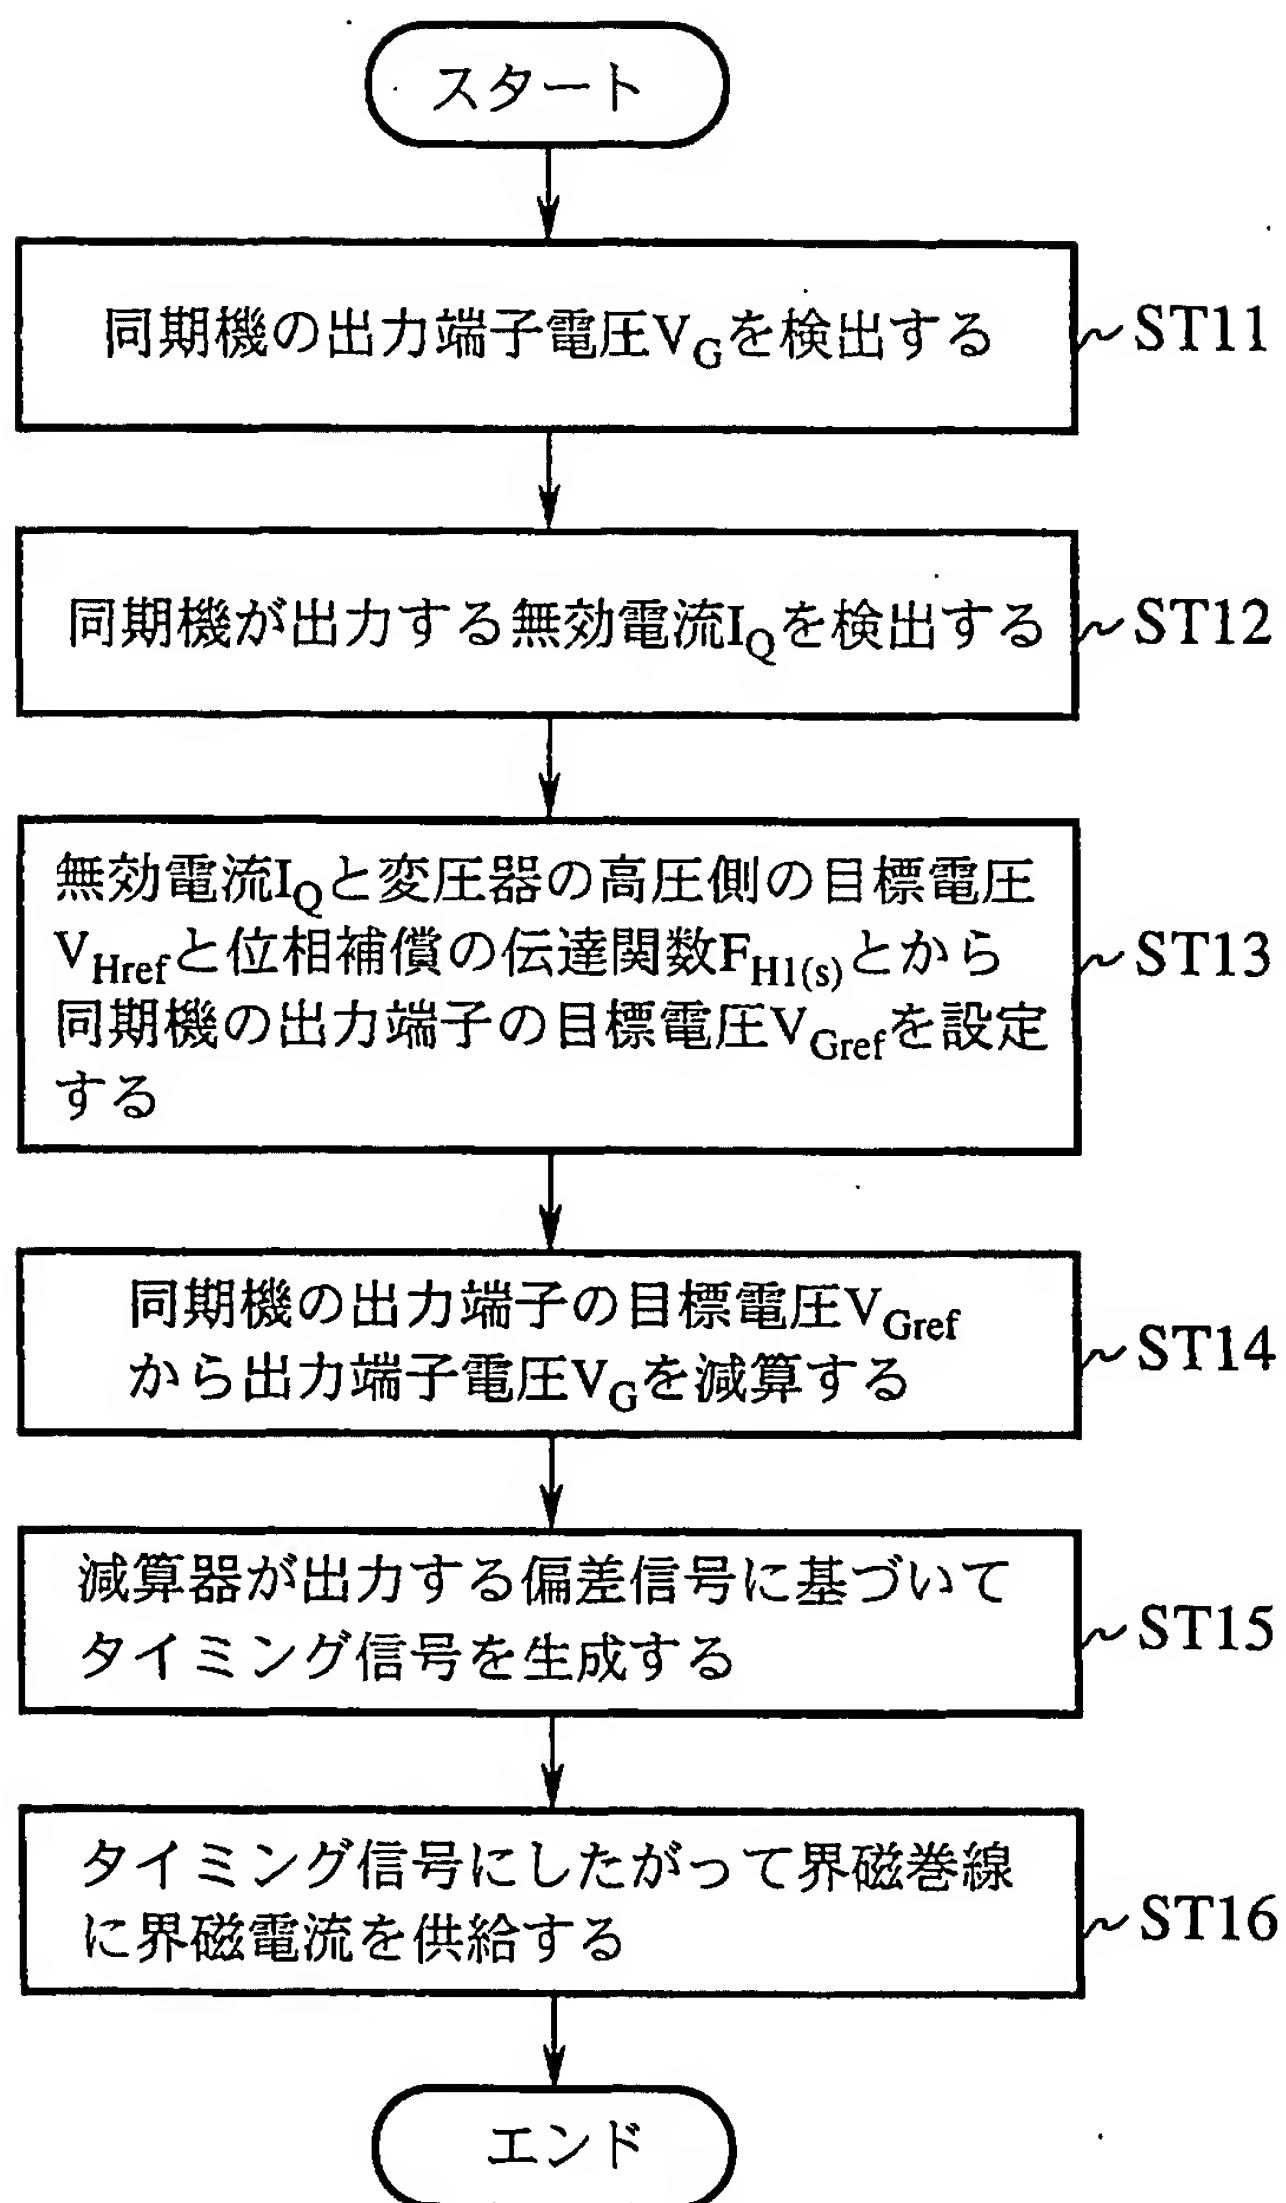 スタート
同期機の出力端子電圧VGを検出する
ST11
同期機が出力する無効電流IQを検出する
ST12
無効電流IQと変圧器の高圧側の目標電圧
VHrefと位相補償の伝達関数FH1(s)とから
同期機の出力端子の目標電圧VGrefを設定
する
ST13
同期機の出力端子の目標電圧VGref
から出力端子電圧VGを減算する
ST14
減算器が出力する偏差信号に基づいて
タイミング信号を生成する
ST15
タイミング信号にしたがって界磁巻線
に界磁電流を供給する
ST16
エンド